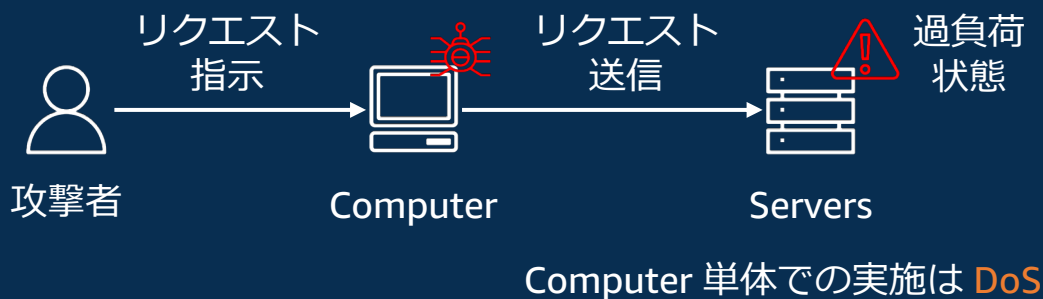 リクエスト
指示
リクエスト
送信
過負荷
状態
攻撃者
Computer
Servers
Computer 単体での実施は DoS